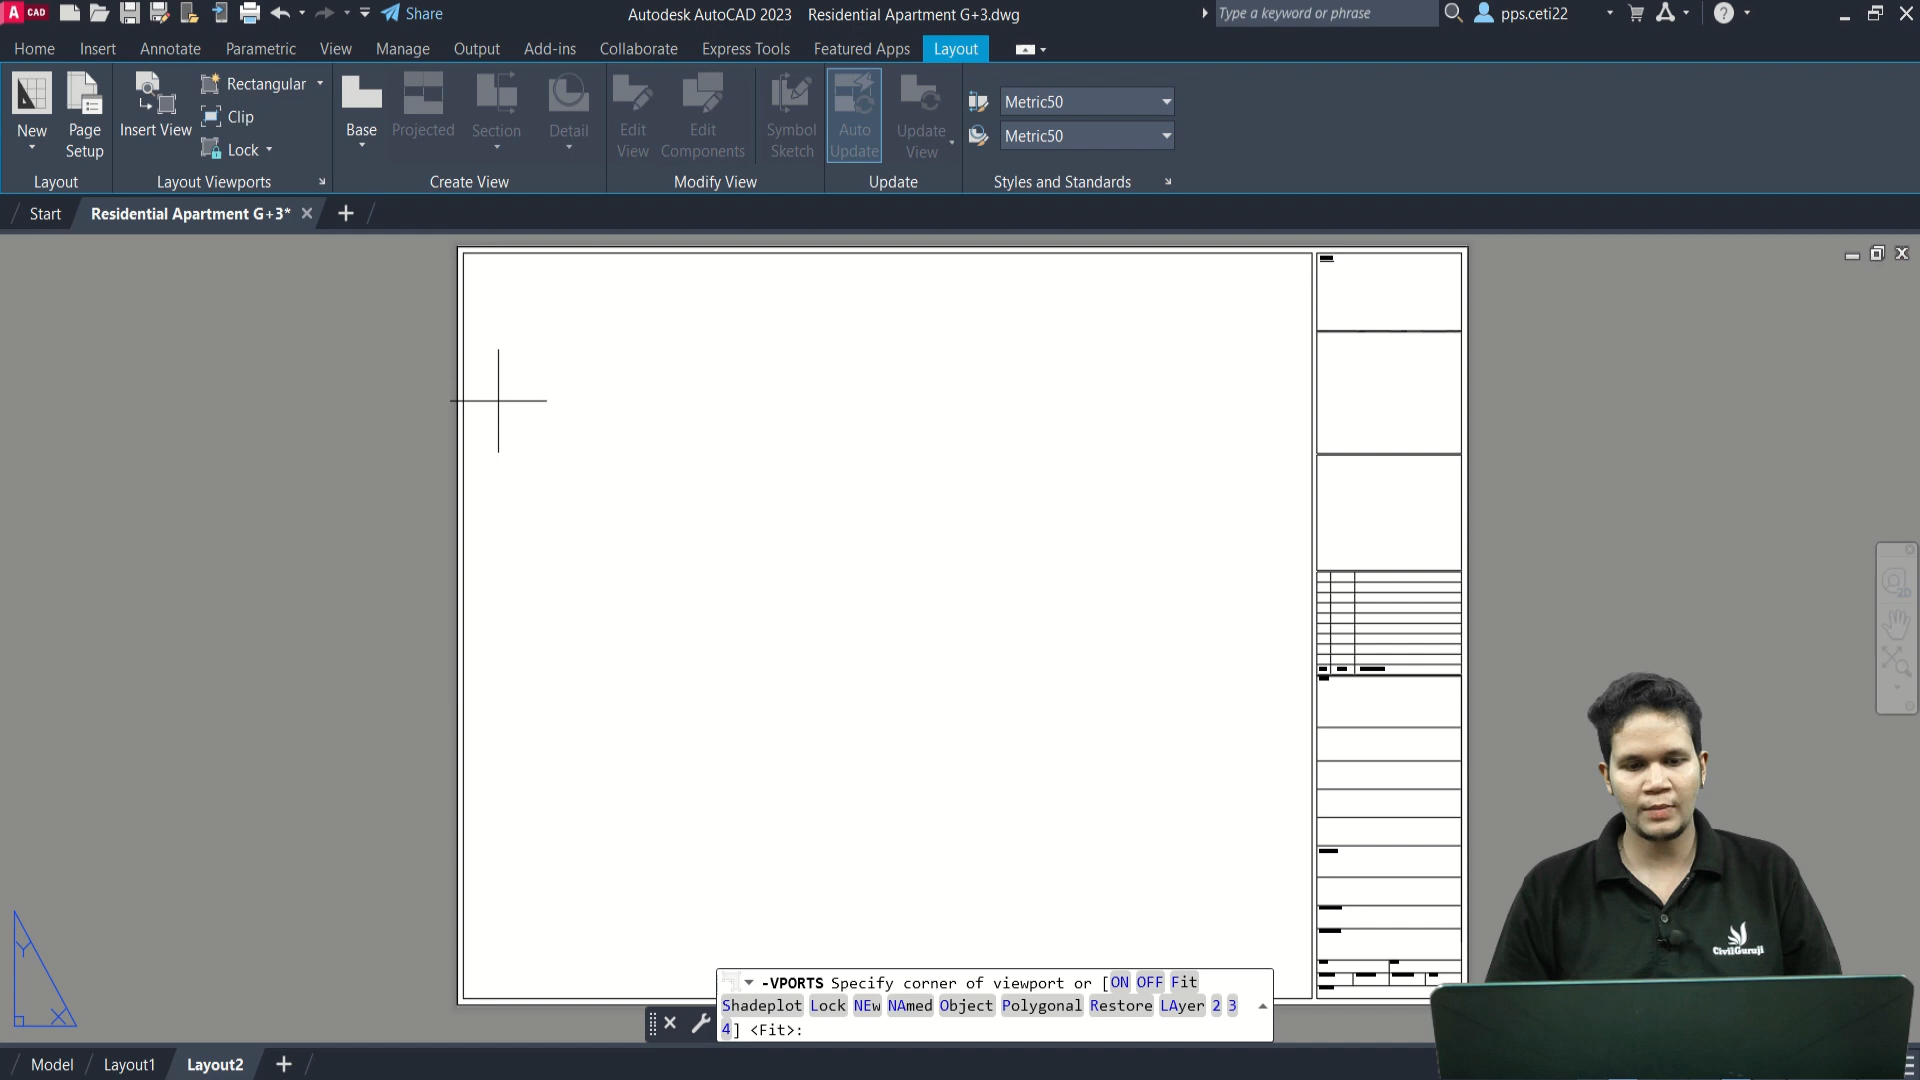 A CAD
Share
Autodesk AutoCAD 2023 Residential Apartment G+3.dwg
Type a keyword or phrase
pps.ceti22
Home Insert Annotate Parametric View Manage Output Add-ins Collaborate Express Tools Featured Apps Layout
New
Page Setup
Insert View
Rectangular
Clip
Lock
Base
Projected
Section
Detail
Edit View
Edit Components
Symbol Sketch
Auto Update
Update View
Metric50
Metric50
Layout
Layout Viewports
Create View
Modify View
Update
Styles and Standards
Start
Residential Apartment G+3*
2D
Y
X
CivilGuruji
-VPORTS Specify corner of viewport or [ON OFF Fit
Shadeplot Lock NEw NAmed Object Polygonal Restore LAyer 2 3
4] <Fit>:
Model Layout1 Layout2